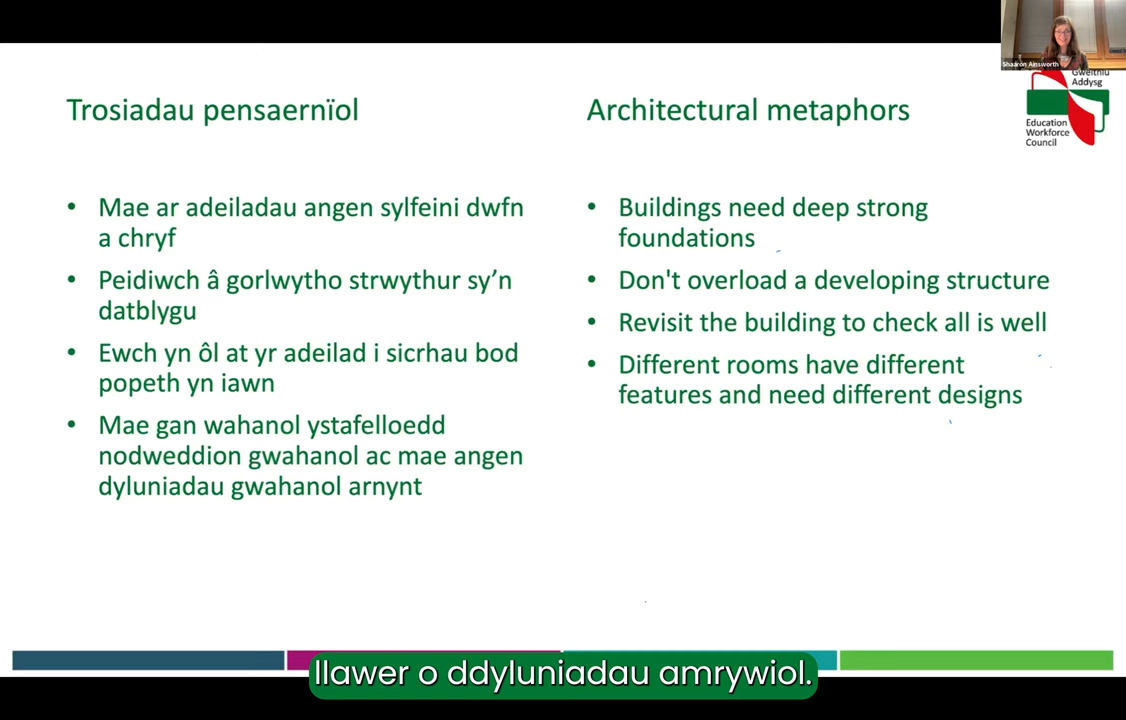 Shaaron Ainsworth
Gweithlu
Addysg
Education
Workforce
Council
Trosiadau pensaernïol
Mae ar adeiladau angen sylfeini dwfn
a chryf
Peidiwch â gorlwytho strwythur sy’n
datblygu
Ewch yn ôl at yr adeilad i sicrhau bod
popeth yn iawn
Mae gan wahanol ystafelloedd
nodweddion gwahanol ac mae angen
dyluniadau gwahanol arnynt
Architectural metaphors
Buildings need deep strong
foundations
Don't overload a developing structure
Revisit the building to check all is well
Different rooms have different
features and need different designs
llawer o ddyluniadau amrywiol.